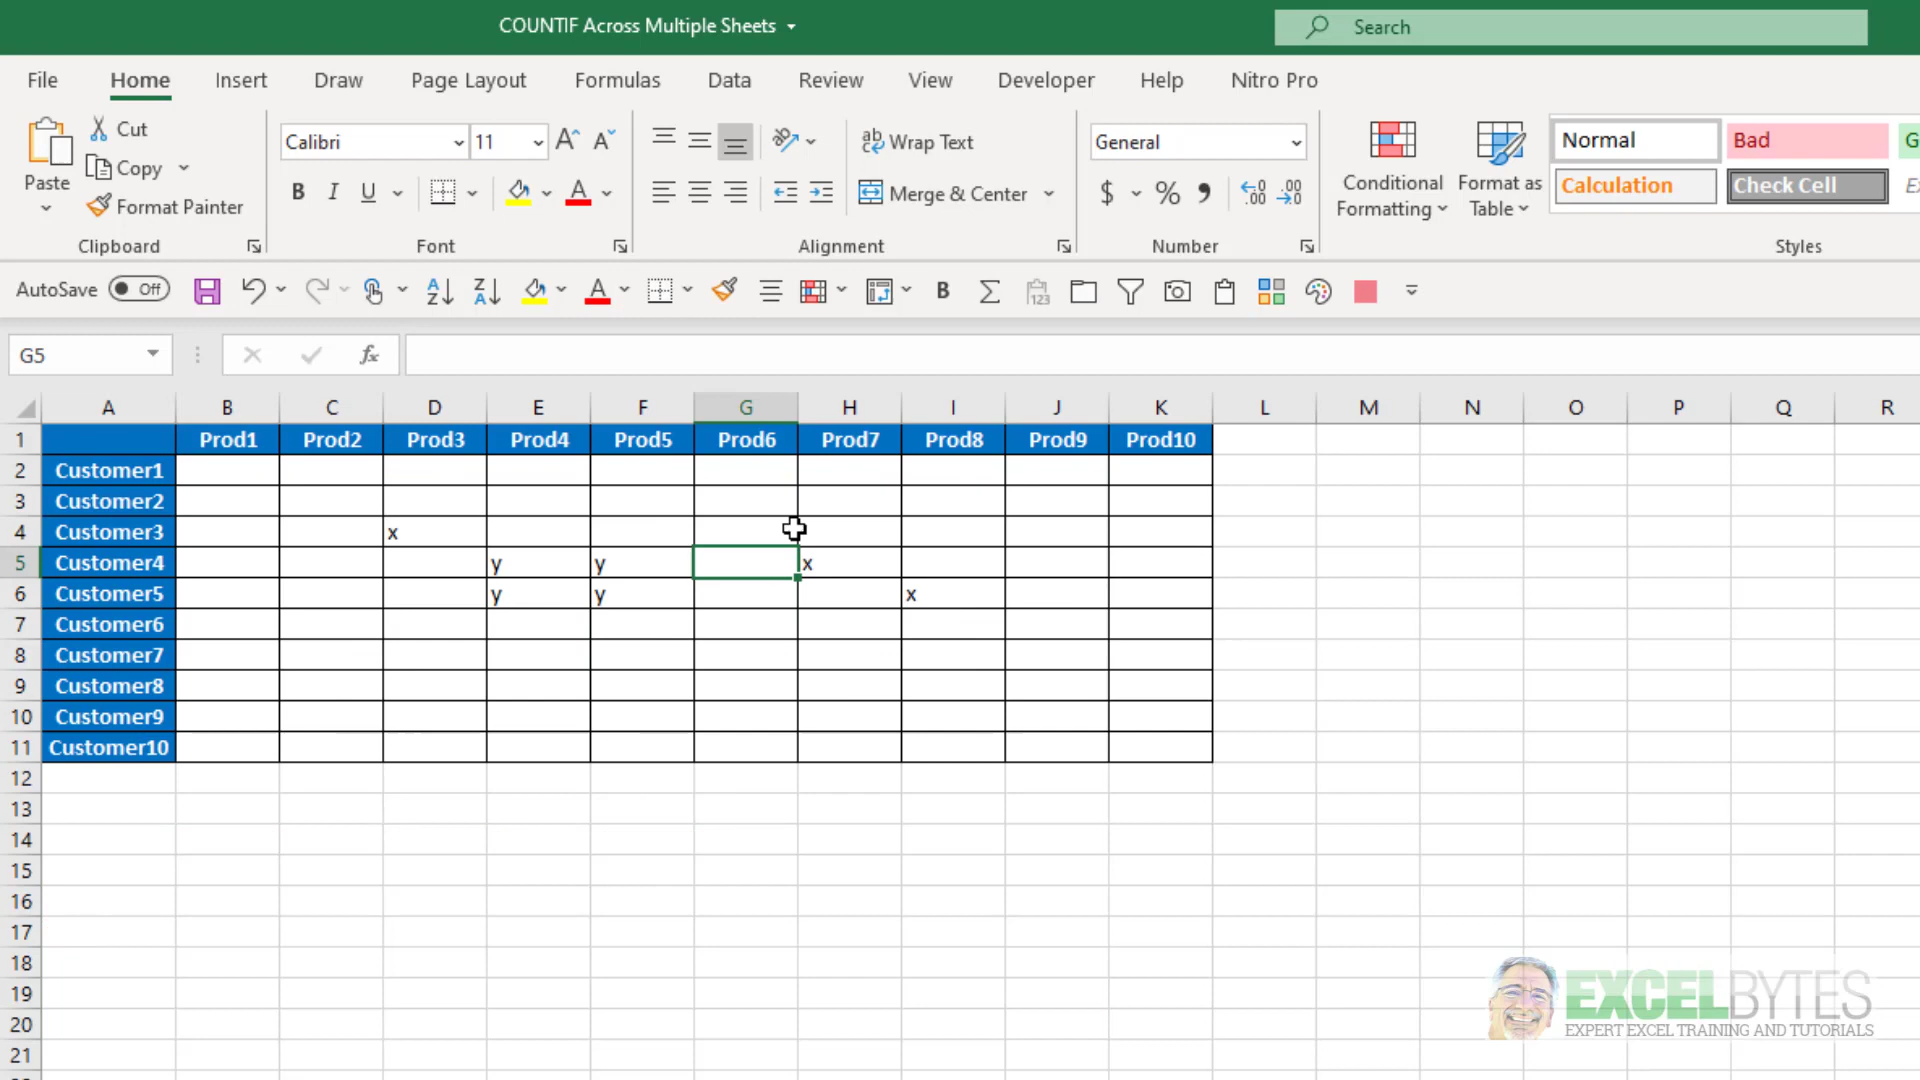 COUNTIF Across Multiple Sheets
Search
File Home Insert Draw Page Layout Formulas Data Review View Developer Help Nitro Pro
Cut
Copy
Format Painter
Paste
Clipboard
Calibri 11
B I U
Font
Wrap Text
Merge & Center
Alignment
General
$ %
Number
Conditional Formatting
Format as Table
Normal Bad G
Calculation Check Cell Ex
Styles
AutoSave Off
G5
fx
A B C D E F G H I J K L M N O P Q R
1 Prod1 Prod2 Prod3 Prod4 Prod5 Prod6 Prod7 Prod8 Prod9 Prod10
2 Customer1
3 Customer2
4 Customer3 x
5 Customer4 y y x
6 Customer5 y y x
7 Customer6
8 Customer7
9 Customer8
10 Customer9
11 Customer10
12
13
14
15
16
17
18
19
20
21
EXCELBYTES
EXPERT EXCEL TRAINING AND TUTORIALS